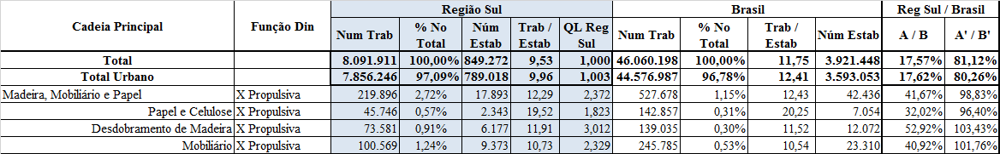 Cadeia Principal Função Din Região Sul Brasil Reg Sul / Brasil
Num Trab % No Total Núm Estab Trab / Estab QL Reg Sul Num Trab % No Total Trab / Estab Núm Estab A / B A' / B'
Total 8.091.911 100,00% 849.272 9,53 1,000 46.060.198 100,00% 11,75 3.921.448 17,57% 81,12%
Total Urbano 7.856.246 97,09% 789.018 9,96 1,003 44.576.987 96,78% 12,41 3.593.053 17,62% 80,26%
Madeira, Mobiliário e Papel X Propulsiva 219.896 2,72% 17.893 12,29 2,372 527.678 1,15% 12,43 42.436 41,67% 98,83%
Papel e Celulose X Propulsiva 45.746 0,57% 2.343 19,52 1,823 142.857 0,31% 20,25 7.054 32,02% 96,40%
Desdobramento de Madeira X Propulsiva 73.581 0,91% 6.177 11,91 3,012 139.035 0,30% 11,52 12.072 52,92% 103,43%
Mobiliário X Propulsiva 100.569 1,24% 9.373 10,73 2,329 245.785 0,53% 10,54 23.310 40,92% 101,76%